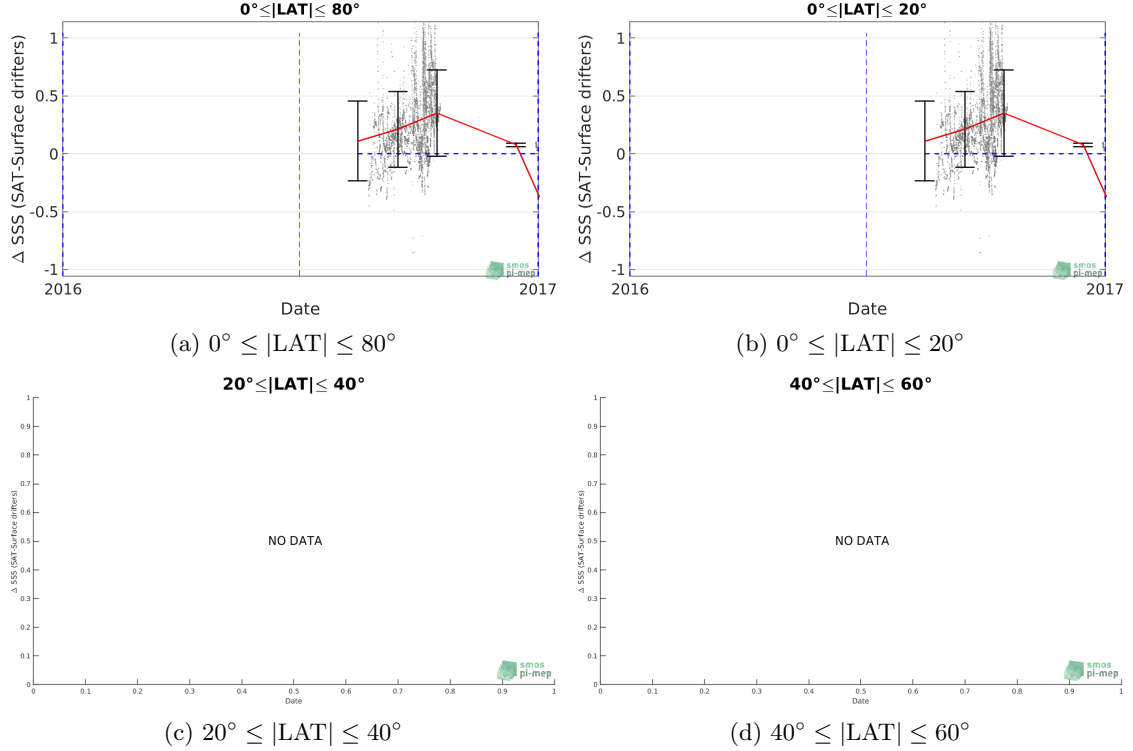 0°≤|LAT|≤ 80°
Δ SSS (SAT-Surface drifters)
1
0.5
0
-0.5
-1
2016
2017
Date
smos
pi-mep
(a) 0° ≤ |LAT| ≤ 80°
0°≤|LAT|≤ 20°
Δ SSS (SAT-Surface drifters)
1
0.5
0
-0.5
-1
2016
2017
Date
smos
pi-mep
(b) 0° ≤ |LAT| ≤ 20°
20°≤|LAT|≤ 40°
Δ SSS (SAT-Surface drifters)
1
0.9
0.8
0.7
0.6
0.5
0.4
0.3
0.2
0.1
0
NO DATA
0 0.1 0.2 0.3 0.4 0.5 0.6 0.7 0.8 0.9 1
Date
smos
pi-mep
(c) 20° ≤ |LAT| ≤ 40°
40°≤|LAT|≤ 60°
Δ SSS (SAT-Surface drifters)
1
0.9
0.8
0.7
0.6
0.5
0.4
0.3
0.2
0.1
0
NO DATA
0 0.1 0.2 0.3 0.4 0.5 0.6 0.7 0.8 0.9 1
Date
smos
pi-mep
(d) 40° ≤ |LAT| ≤ 60°